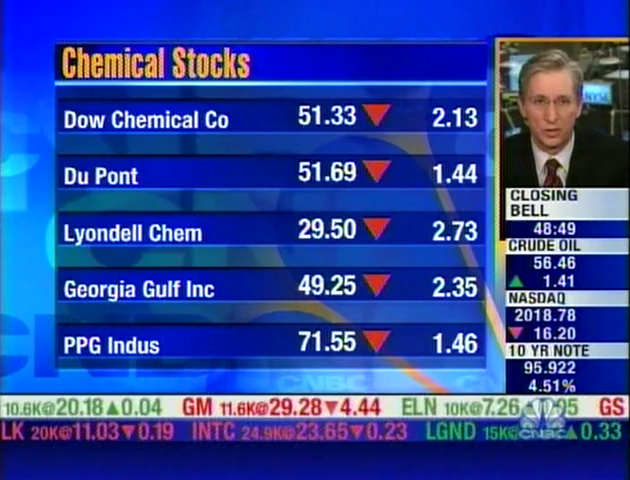 Chemical Stocks
Dow Chemical Co 51.33 ▼ 2.13
Du Pont 51.69 ▼ 1.44
Lyondell Chem 29.50 ▼ 2.73
Georgia Gulf Inc 49.25 ▼ 2.35
PPG Indus 71.55 ▼ 1.46
NYSE
CLOSING
BELL
48:49
CRUDE OIL
56.46
▲ 1.41
NASDAQ
2018.78
▼ 16.20
10 YR NOTE
95.922
4.51%
CNBC
10.6K@20.18▲0.04 GM 11.6K@29.28▼4.44 ELN 10K@7.26 GS
LK 20K@11.03▼0.19 INTC 24.9K@23.65▼0.23 LGND 15K@ ▲0.33
CNBC